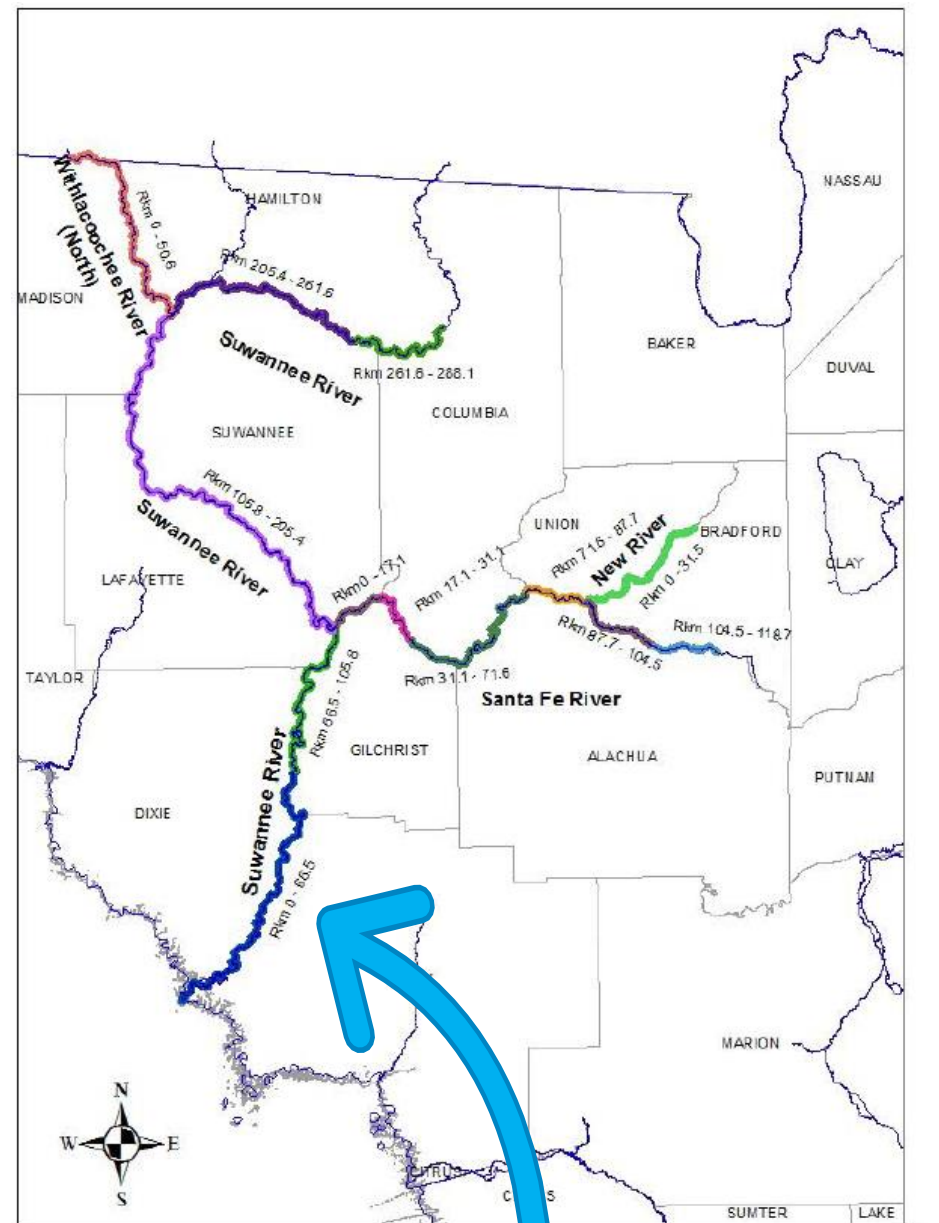 NASSAU
HAMILTON
Withlacoochee River
(North)
Rkm 0 - 50.6
Rkm 205.4 - 261.6
MADISON
Suwannee River
BAKER
Rkm 261.6 - 288.1
DUVAL
COLUMBIA
SUWANNEE
Rkm 105.8 - 205.4
Suwannee River
UNION
Rkm 71.6 - 87.7
New River
BRADFORD
CLAY
LAFAYETTE
Rkm 0 - 17.1
Rkm 17.1 - 31.1
Rkm 0 - 31.5
Rkm 87.7 - 104.5
Rkm 104.5 - 118.7
TAYLOR
Rkm 31.1 - 71.6
Santa Fe River
Rkm 66.5 - 105.8
GILCHRIST
ALACHUA
PUTNAM
Suwannee River
DIXIE
Rkm 0 - 66.5
MARION
N
W
E
S
CITRUS
SUMTER
LAKE